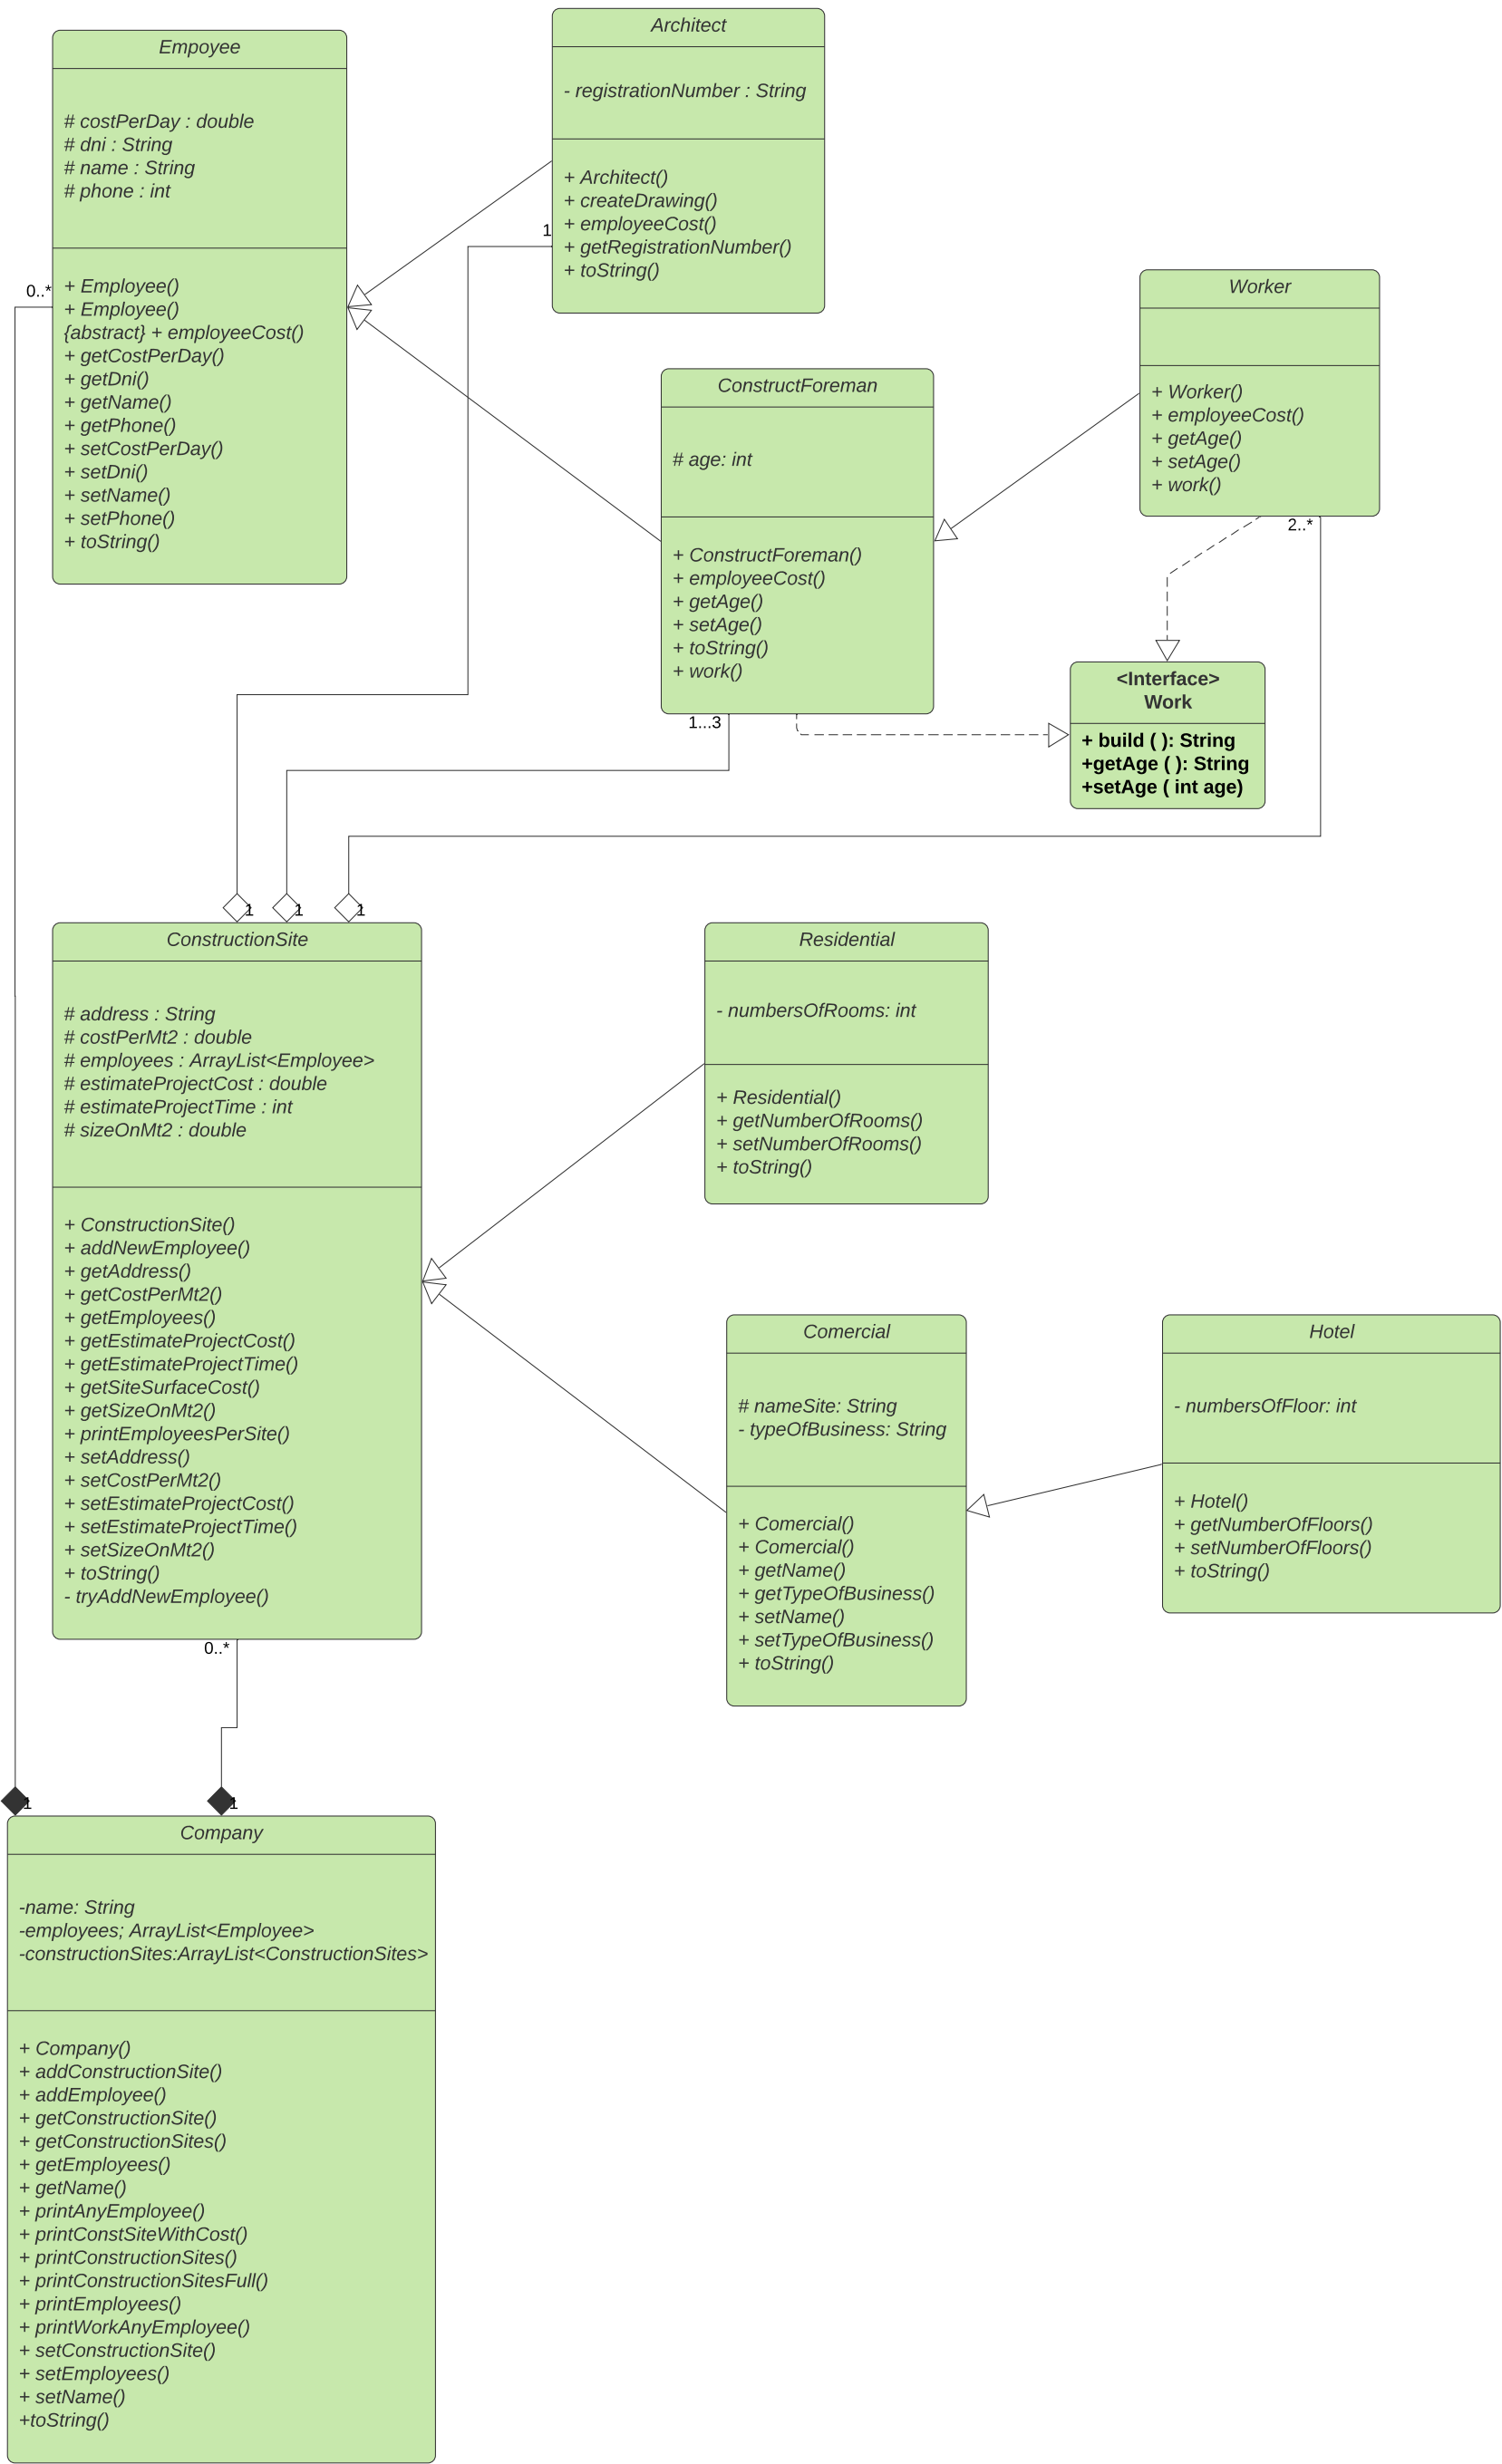 Empoyee
# costPerDay : double
# dni : String
# name : String
# phone : int
+ Employee()
+ Employee()
{abstract} + employeeCost()
+ getCostPerDay()
+ getDni()
+ getName()
+ getPhone()
+ setCostPerDay()
+ setDni()
+ setName()
+ setPhone()
+ toString()
0..*
Architect
- registrationNumber : String
+ Architect()
+ createDrawing()
+ employeeCost()
+ getRegistrationNumber()
+ toString()
1
ConstructForeman
# age: int
+ ConstructForeman()
+ employeeCost()
+ getAge()
+ setAge()
+ toString()
+ work()
1...3
Worker
+ Worker()
+ employeeCost()
+ getAge()
+ setAge()
+ work()
2..*
<Interface>
Work
+ build ( ): String
+getAge ( ): String
+setAge ( int age)
1
1
1
ConstructionSite
# address : String
# costPerMt2 : double
# employees : ArrayList<Employee>
# estimateProjectCost : double
# estimateProjectTime : int
# sizeOnMt2 : double
+ ConstructionSite()
+ addNewEmployee()
+ getAddress()
+ getCostPerMt2()
+ getEmployees()
+ getEstimateProjectCost()
+ getEstimateProjectTime()
+ getSiteSurfaceCost()
+ getSizeOnMt2()
+ printEmployeesPerSite()
+ setAddress()
+ setCostPerMt2()
+ setEstimateProjectCost()
+ setEstimateProjectTime()
+ setSizeOnMt2()
+ toString()
- tryAddNewEmployee()
0..*
Residential
- numbersOfRooms: int
+ Residential()
+ getNumberOfRooms()
+ setNumberOfRooms()
+ toString()
Comercial
# nameSite: String
- typeOfBusiness: String
+ Comercial()
+ Comercial()
+ getName()
+ getTypeOfBusiness()
+ setName()
+ setTypeOfBusiness()
+ toString()
Hotel
- numbersOfFloor: int
+ Hotel()
+ getNumberOfFloors()
+ setNumberOfFloors()
+ toString()
1
1
Company
-name: String
-employees; ArrayList<Employee>
-constructionSites:ArrayList<ConstructionSites>
+ Company()
+ addConstructionSite()
+ addEmployee()
+ getConstructionSite()
+ getConstructionSites()
+ getEmployees()
+ getName()
+ printAnyEmployee()
+ printConstSiteWithCost()
+ printConstructionSites()
+ printConstructionSitesFull()
+ printEmployees()
+ printWorkAnyEmployee()
+ setConstructionSite()
+ setEmployees()
+ setName()
+toString()